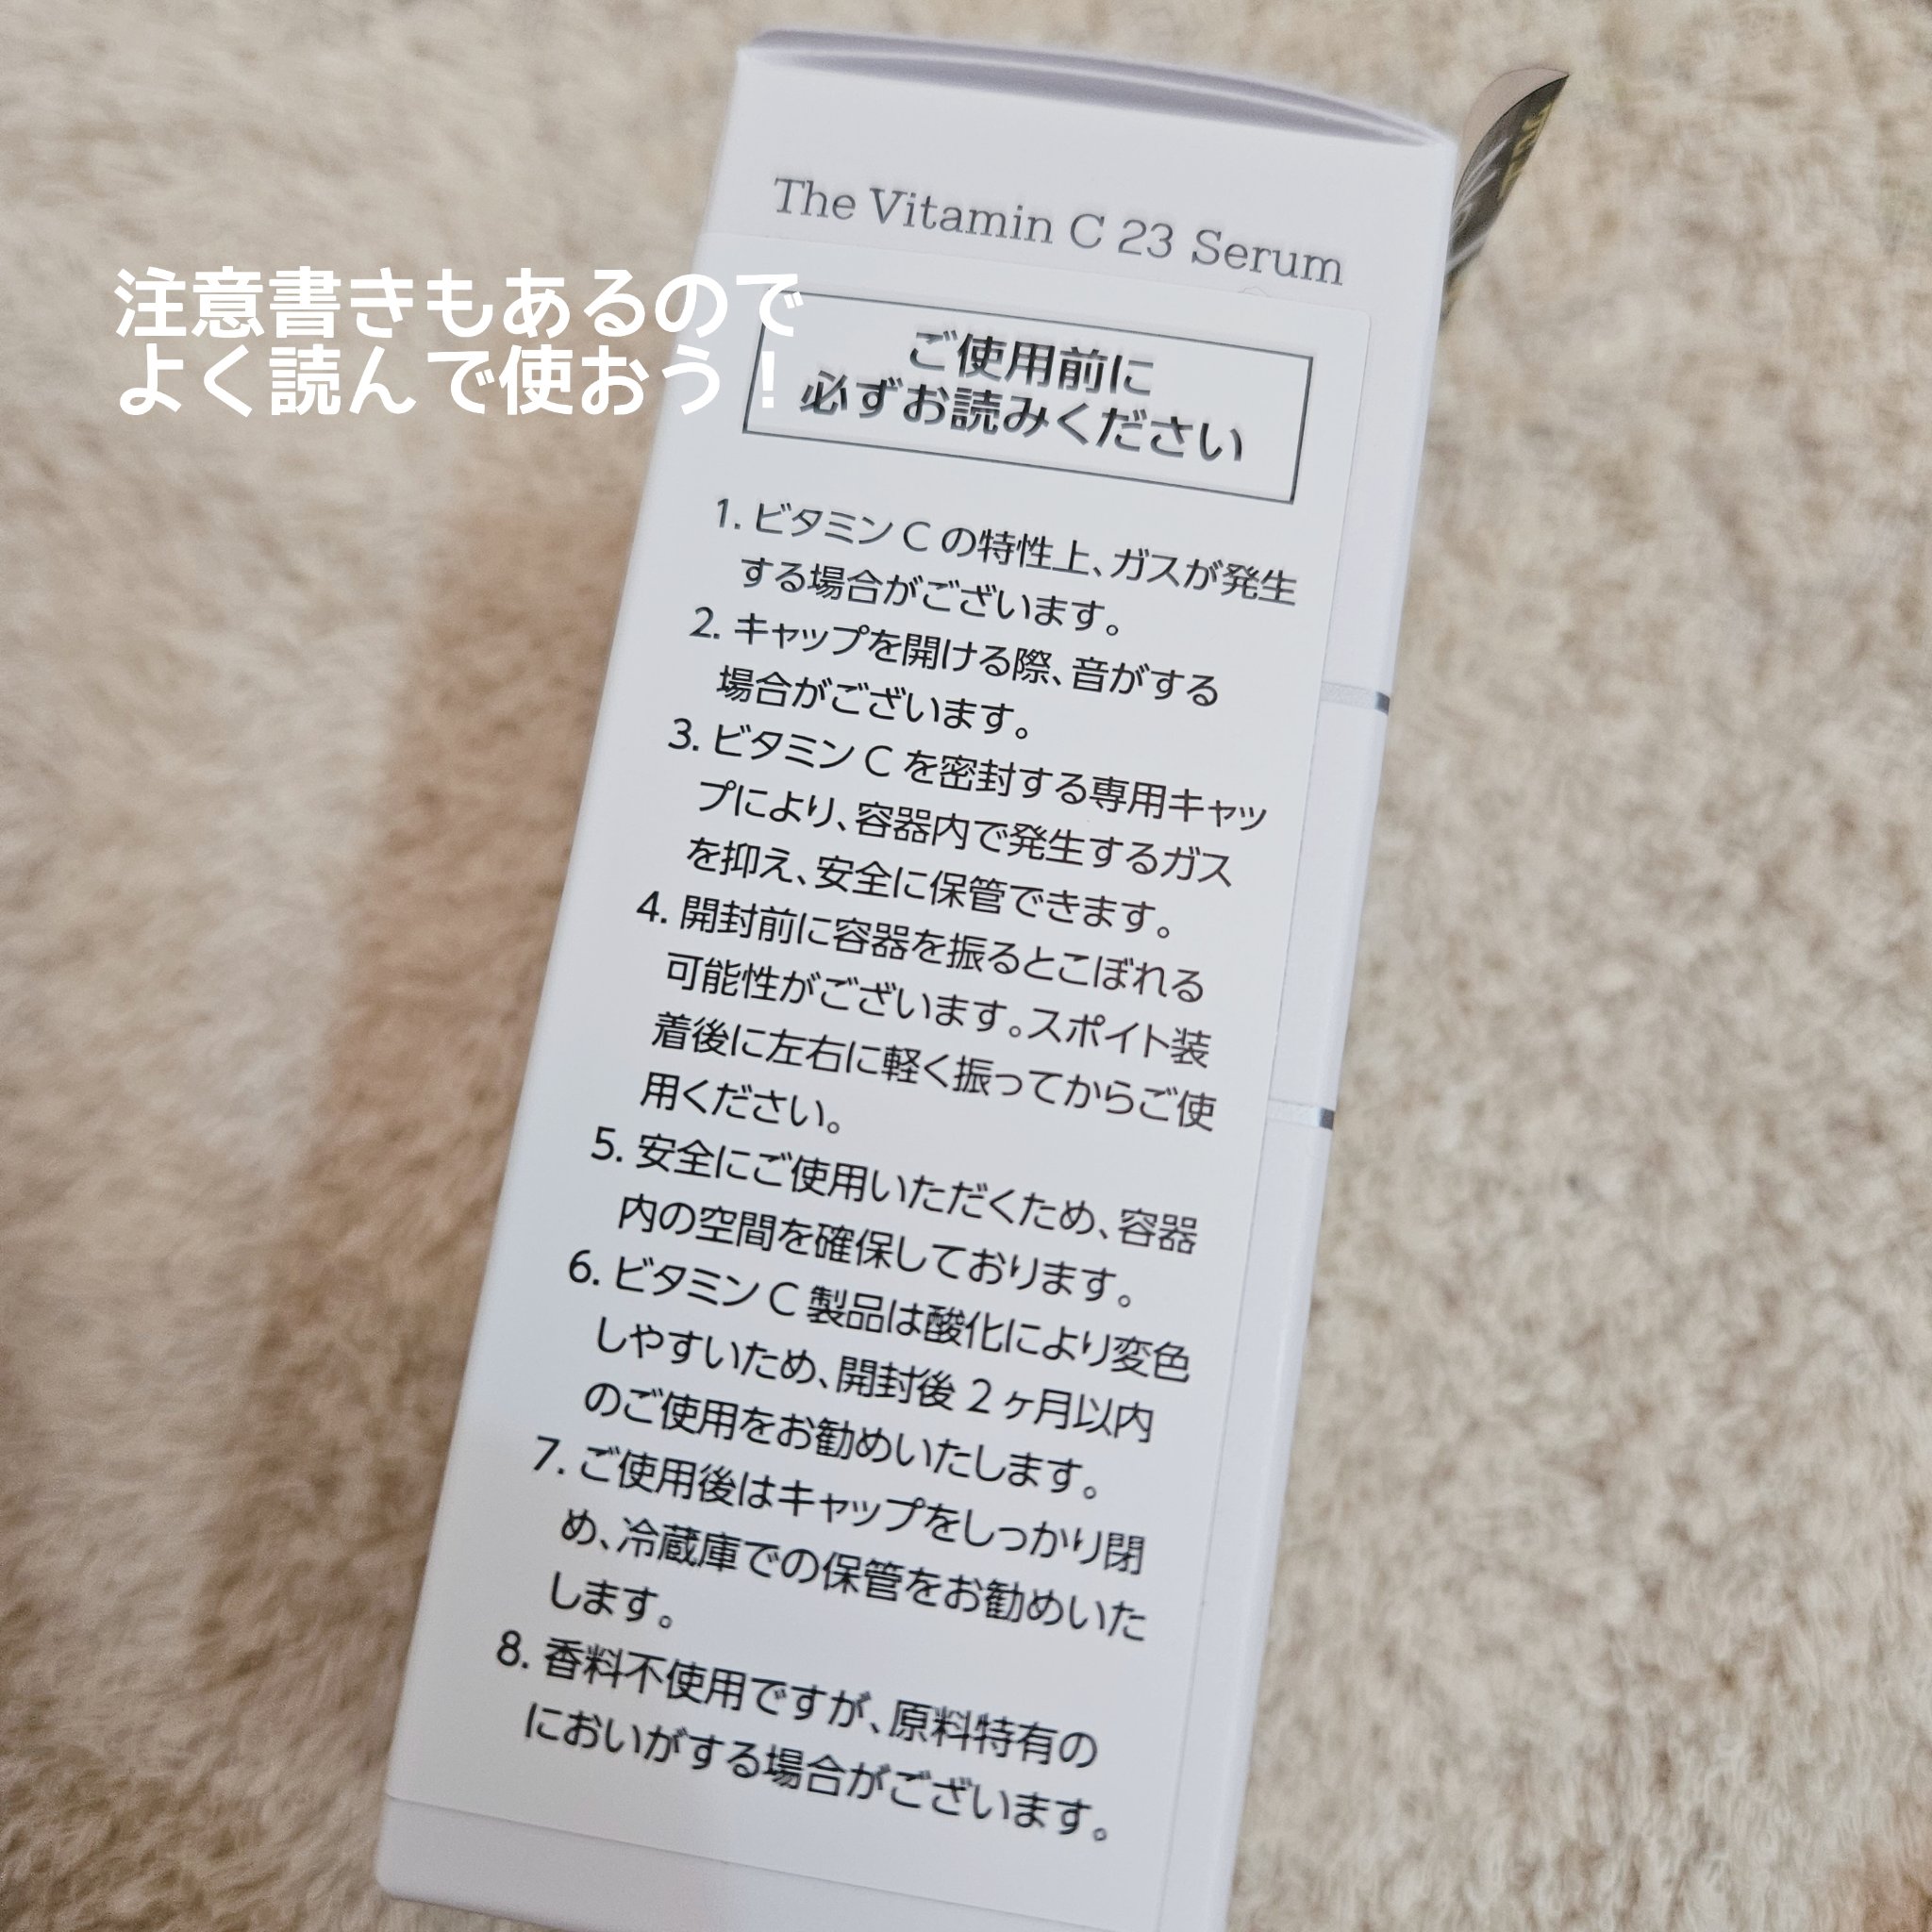 The Vitamin C 23 Serum
注意書きもあるので
よく読んで使おう！
ご使用前に
必ずお読みください
1. ビタミン C の特性上、ガスが発生
する場合がございます。
2. キャップを開ける際、音がする
場合がございます。
3. ビタミン C を密封する専用キャッ
プにより、容器内で発生するガス
を抑え、安全に保管できます。
4. 開封前に容器を振るとこぼれる
可能性がございます。スポイト装
着後に左右に軽く振ってからご使
用ください。
5. 安全にご使用いただくため、容器
内の空間を確保しております。
6. ビタミン C 製品は酸化により変色
しやすいため、開封後 2 ヶ月以内
のご使用をお勧めいたします。
7. ご使用後はキャップをしっかり閉
め、冷蔵庫での保管をお勧めいた
します。
8. 香料不使用ですが、原料特有の
においがする場合がございます。